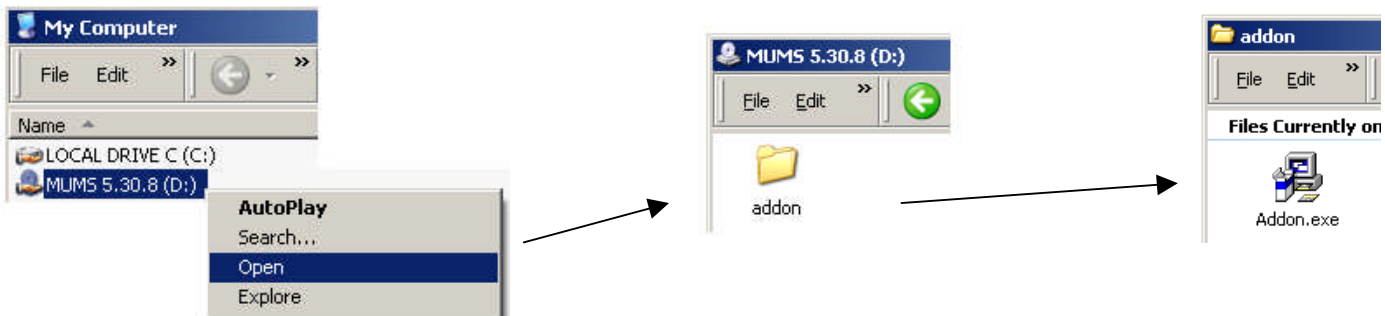 My Computer
File Edit »
»
Name
LOCAL DRIVE C (C:)
MUMS 5.30.8 (D:)
AutoPlay
Search...
Open
Explore
MUMS 5.30.8 (D:)
File Edit »
addon
addon
File Edit »
Files Currently on
Addon.exe